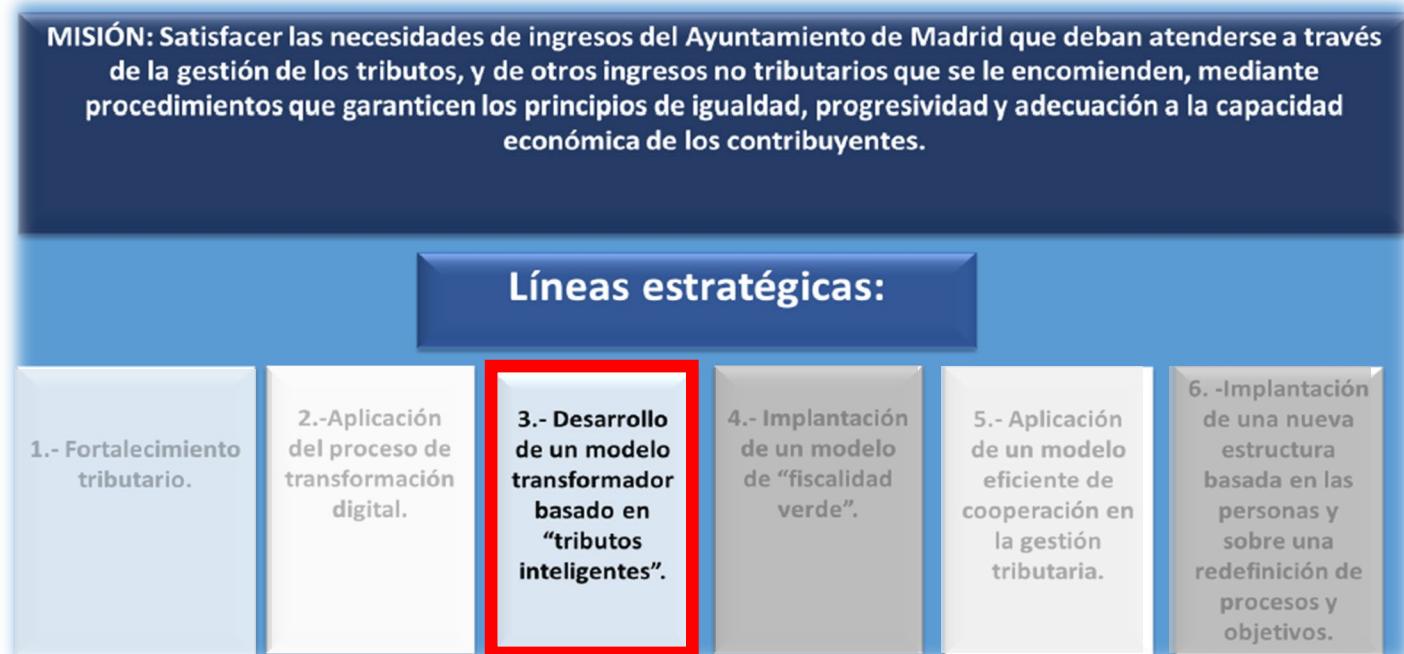 MISIÓN: Satisfacer las necesidades de ingresos del Ayuntamiento de Madrid que deban atenderse a través
de la gestión de los tributos, y de otros ingresos no tributarios que se le encomienden, mediante
procedimientos que garanticen los principios de igualdad, progresividad y adecuación a la capacidad
económica de los contribuyentes.
Líneas estratégicas:
1.- Fortalecimiento
tributario.
2.-Aplicación
del proceso de
transformación
digital.
3.- Desarrollo
de un modelo
transformador
basado en
“tributos
inteligentes”.
4.- Implantación
de un modelo
de “fiscalidad
verde”.
5.- Aplicación
de un modelo
eficiente de
cooperación en
la gestión
tributaria.
6. -Implantación
de una nueva
estructura
basada en las
personas y
sobre una
redefinición de
procesos y
objetivos.